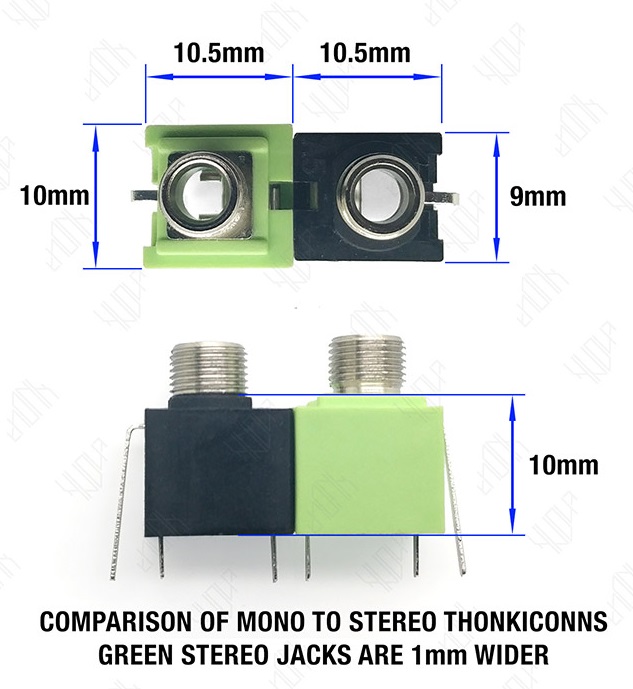 10.5mm 10.5mm
10mm
9mm
10mm
COMPARISON OF MONO TO STEREO THONKICONNS
GREEN STEREO JACKS ARE 1mm WIDER